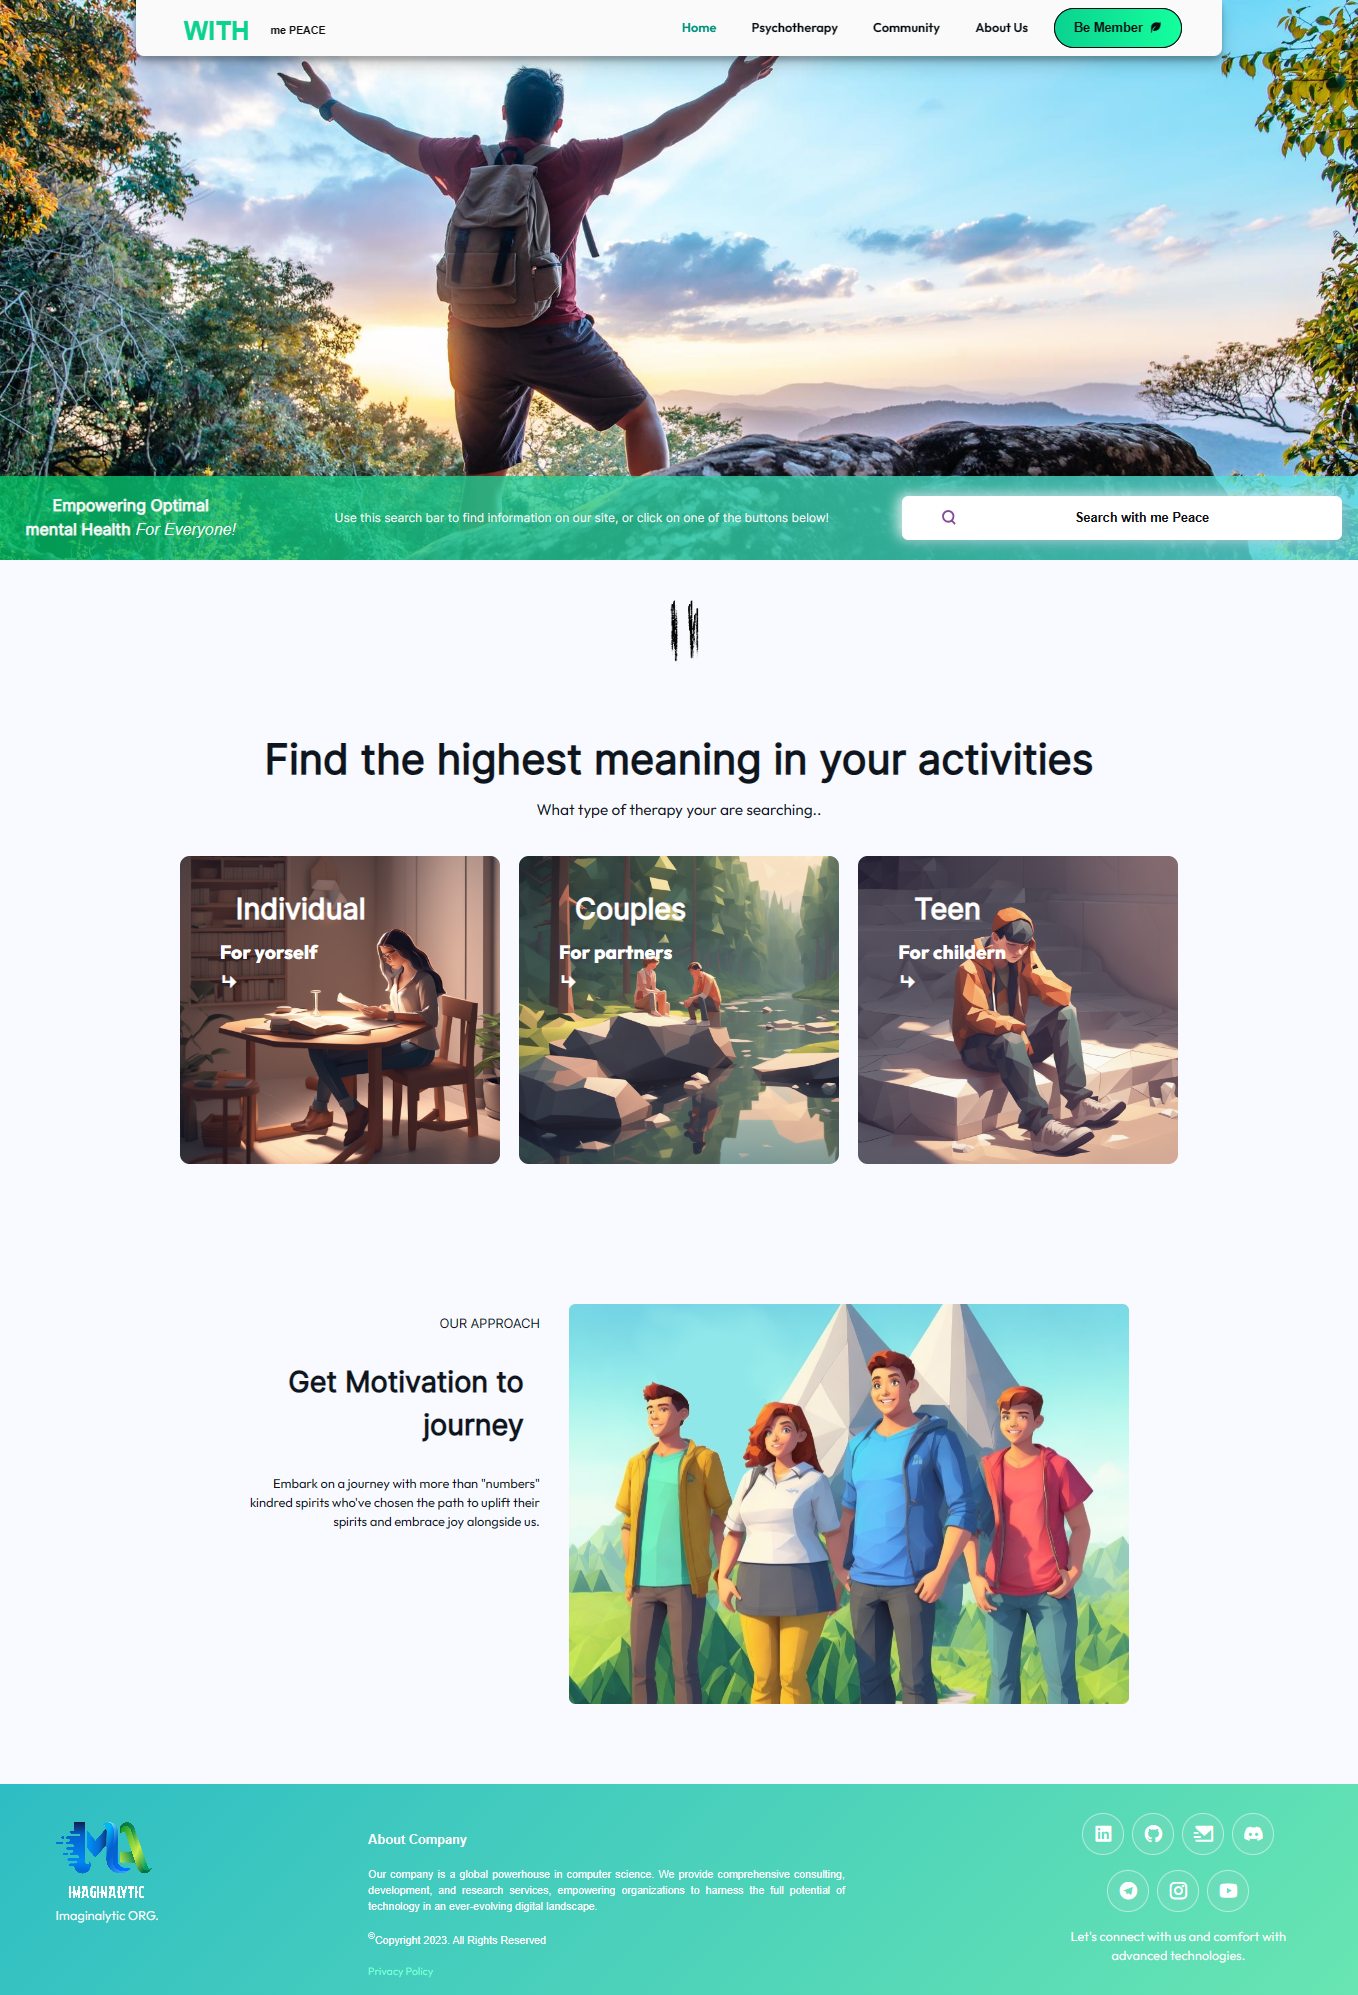 WITH me PEACE
Home Psychotherapy Community About Us Be Member
Empowering Optimal
mental Health For Everyone!
Use this search bar to find information on our site, or click on one of the buttons below!
Search with me Peace
Find the highest meaning in your activities
What type of therapy your are searching..
Individual
For yorself
Couples
For partners
Teen
For childern
OUR APPROACH
Get Motivation to
journey
Embark on a journey with more than "numbers"
kindred spirits who've chosen the path to uplift their
spirits and embrace joy alongside us.
IMAGINALYTIC
Imaginalytic ORG.
About Company
Our company is a global powerhouse in computer science. We provide comprehensive consulting,
development, and research services, empowering organizations to harness the full potential of
technology in an ever-evolving digital landscape.
©Copyright 2023. All Rights Reserved
Privacy Policy
Let's connect with us and comfort with
advanced technologies.